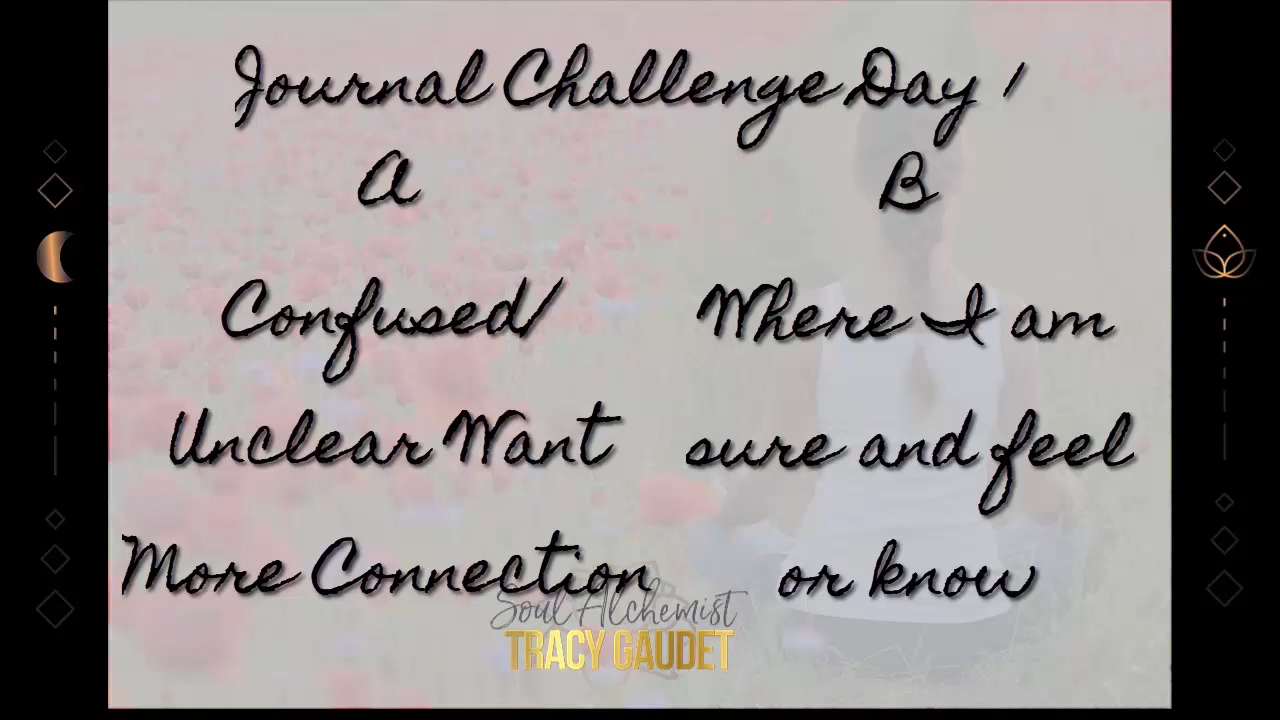 Journal Challenge Day 1
A
B
Confused/
Unclear Want
More Connection
Where I am
sure and feel
or know
Soul Alchemist
TRACY GAUDET